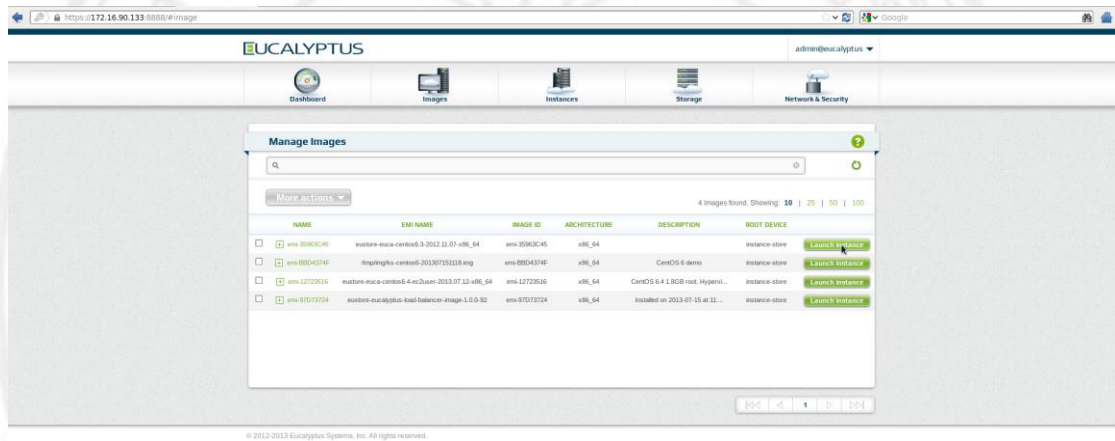 https://172.16.90.133:8888/#image
Google
EUCALYPTUS
admin@eucalyptus
Dashboard
Images
Instances
Storage
Network & Security
Manage Images
?
More actions
4 images found. Showing: 10 | 25 | 50 | 100
NAME EMI NAME IMAGE ID ARCHITECTURE DESCRIPTION ROOT DEVICE
emi-35963C45 eustore-euca-centos6.3-2012.11.07-x86_64 emi-35963C45 x86_64 instance-store Launch Instance
emi-BBD4374F /tmp/img/ks-centos6-201307151118.img emi-BBD4374F x86_64 CentOS 6 demo instance-store Launch Instance
emi-12723516 eustore-euca-centos6.4-ec2user-2013.07.12-x86_64 emi-12723516 x86_64 CentOS 6.4 1.8GB root, Hypervi... instance-store Launch Instance
emi-97D73724 eustore-eucalyptus-load-balancer-image-1.0.0-92 emi-97D73724 x86_64 Installed on 2013-07-15 at 11:... instance-store Launch Instance
1
© 2012-2013 Eucalyptus Systems, Inc. All rights reserved.